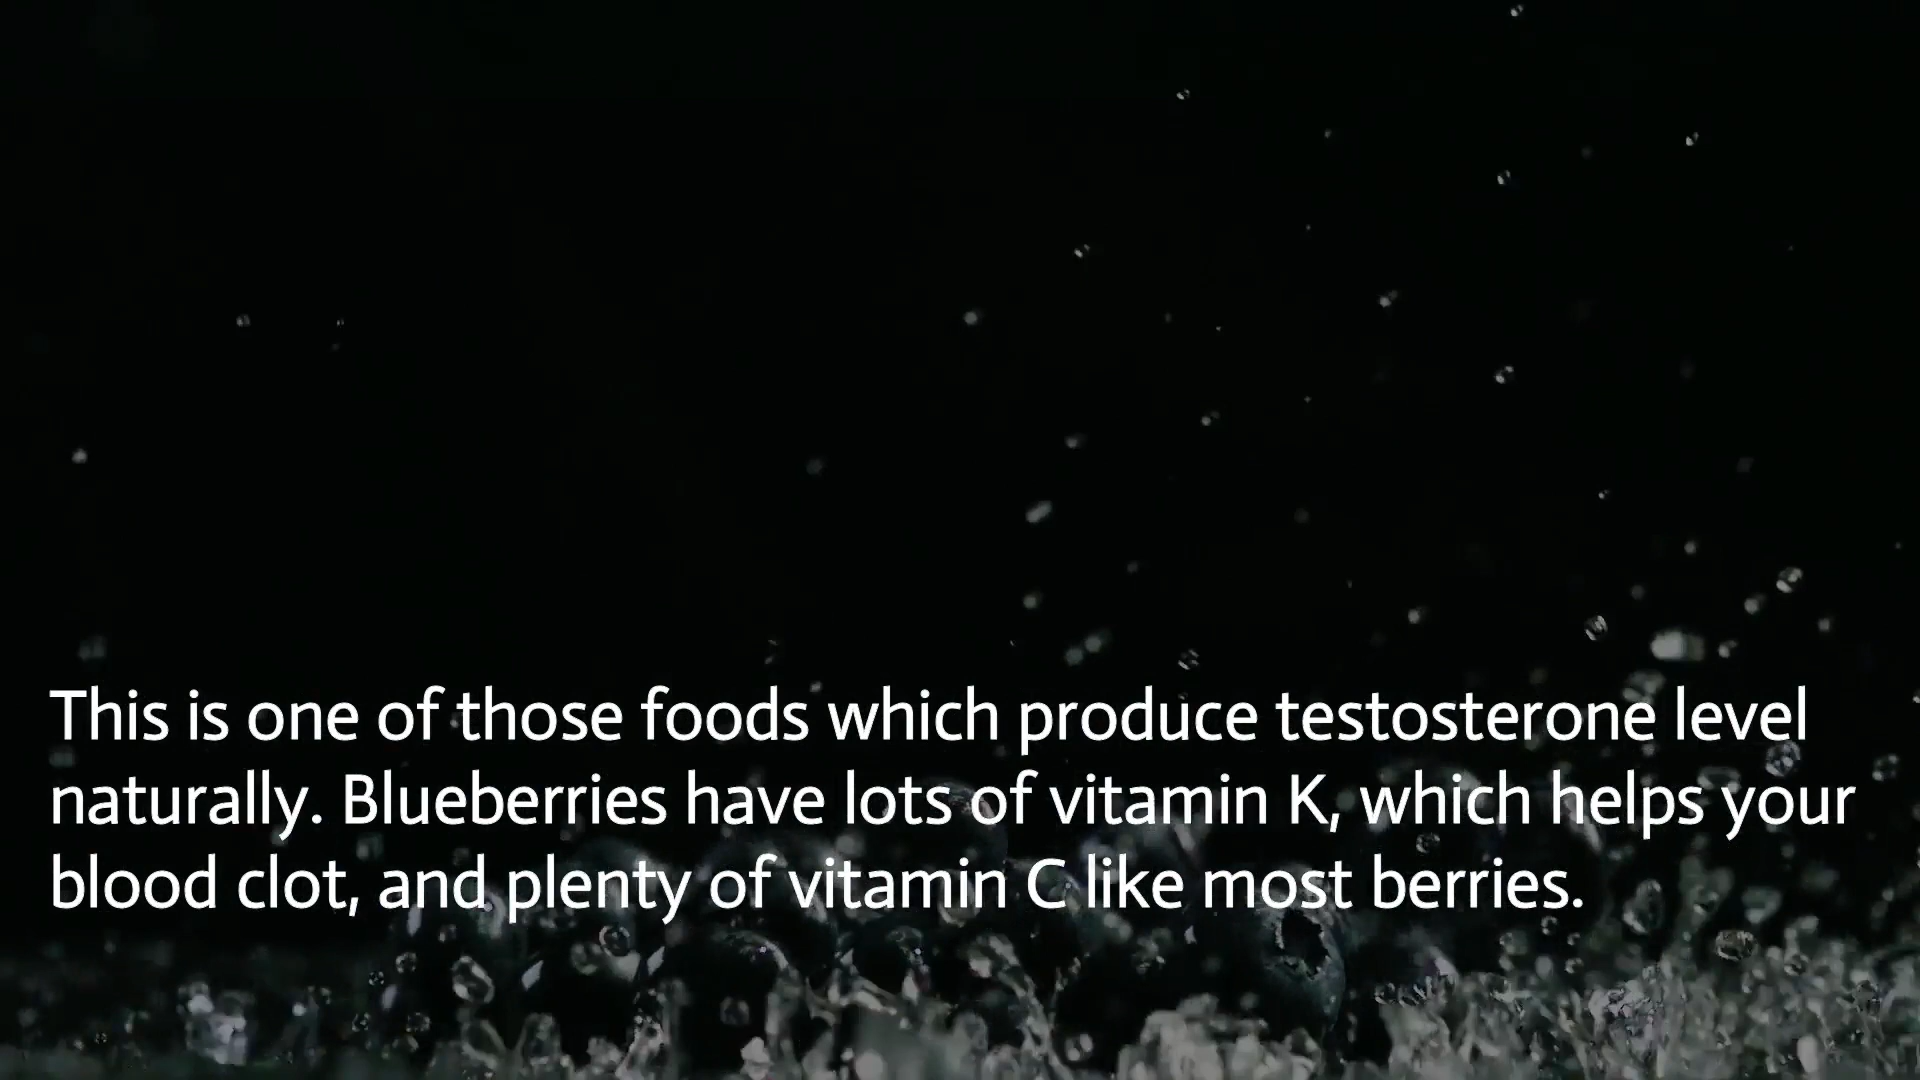 This is one of those foods which produce testosterone level
naturally. Blueberries have lots of vitamin K, which helps your
blood clot, and plenty of vitamin C like most berries.